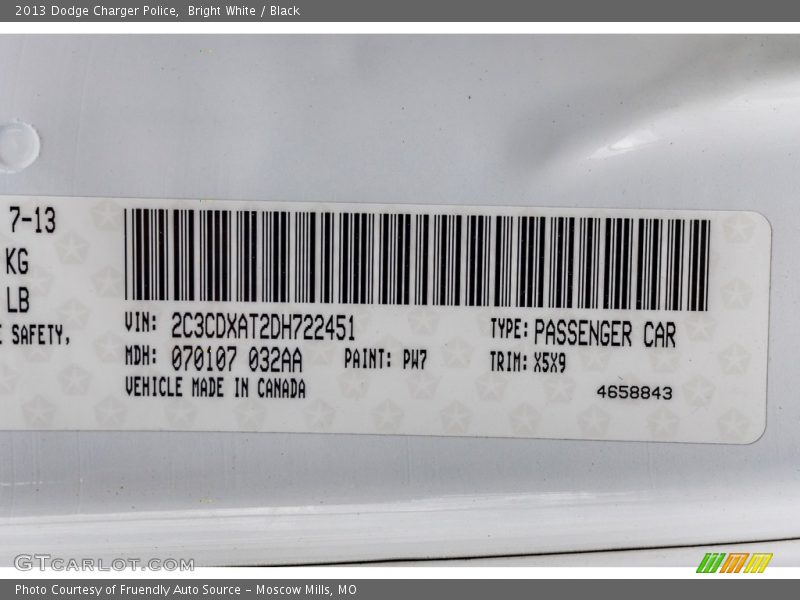 2013 Dodge Charger Police, Bright White / Black
7-13
KG
LB
SAFETY,
VIN: 2C3CDXAT2DH722451
TYPE: PASSENGER CAR
MDH: 070107 032AA
PAINT: PW7
TRIM: X5X9
VEHICLE MADE IN CANADA
4658843
GTCARLOT.COM
Photo Courtesy of Fruendly Auto Source - Moscow Mills, MO